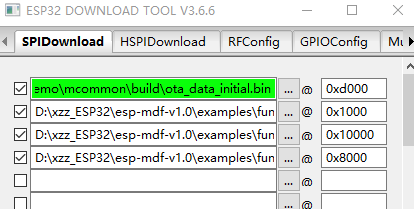 ESP32 DOWNLOAD TOOL V3.6.6
SPIDownload HSPIDownload RFConfig GPIOConfig Mu
emo\mcommon\build\ota_data_initial.bin ... @ 0xd000
D:\xzz_ESP32\esp-mdf-v1.0\examples\fun ... @ 0x1000
D:\xzz_ESP32\esp-mdf-v1.0\examples\fun ... @ 0x10000
D:\xzz_ESP32\esp-mdf-v1.0\examples\fun ... @ 0x8000
... @
... @